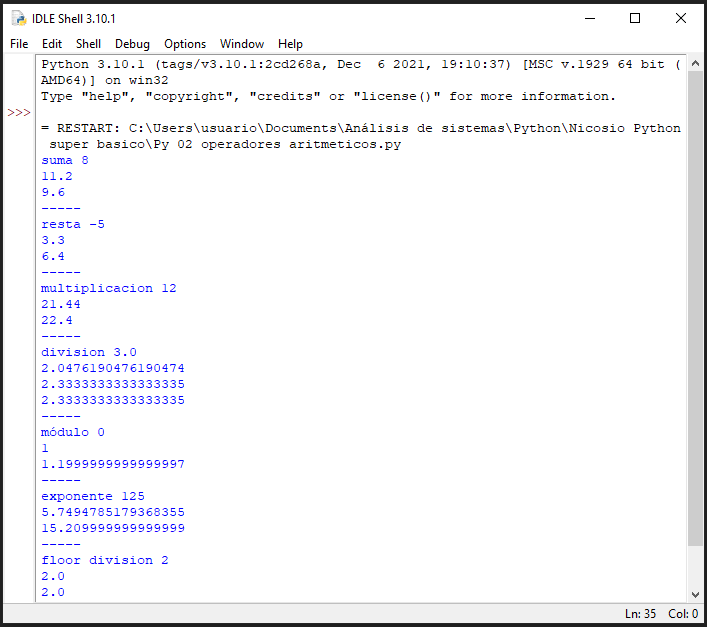 IDLE Shell 3.10.1
File Edit Shell Debug Options Window Help
Python 3.10.1 (tags/v3.10.1:2cd268a, Dec  6 2021, 19:10:37) [MSC v.1929 64 bit (
AMD64)] on win32
Type "help", "copyright", "credits" or "license()" for more information.
>>>
= RESTART: C:\Users\usuario\Documents\Análisis de sistemas\Python\Nicosio Python
 super basico\Py 02 operadores aritmeticos.py
suma 8
11.2
9.6
-----
resta -5
3.3
6.4
-----
multiplicacion 12
21.44
22.4
-----
division 3.0
2.0476190476190474
2.3333333333333335
2.3333333333333335
-----
módulo 0
1
1.1999999999999997
-----
exponente 125
5.7494785179368355
15.209999999999999
-----
floor division 2
2.0
2.0
Ln: 35 Col: 0